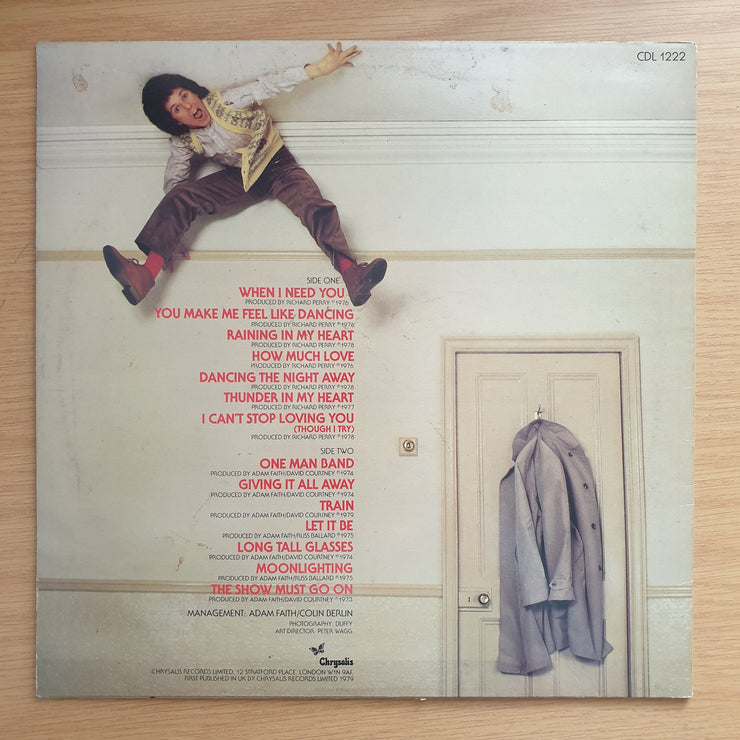 CDL 1222
SIDE ONE
WHEN I NEED YOU
PRODUCED BY RICHARD PERRY ℗ 1976
YOU MAKE ME FEEL LIKE DANCING
PRODUCED BY RICHARD PERRY ℗ 1976
RAINING IN MY HEART
PRODUCED BY RICHARD PERRY ℗ 1978
HOW MUCH LOVE
PRODUCED BY RICHARD PERRY ℗ 1976
DANCING THE NIGHT AWAY
PRODUCED BY RICHARD PERRY ℗ 1978
THUNDER IN MY HEART
PRODUCED BY RICHARD PERRY ℗ 1977
I CAN'T STOP LOVING YOU
(THOUGH I TRY)
PRODUCED BY RICHARD PERRY ℗ 1978
SIDE TWO
ONE MAN BAND
PRODUCED BY ADAM FAITH/DAVID COURTNEY ℗ 1974
GIVING IT ALL AWAY
PRODUCED BY ADAM FAITH/DAVID COURTNEY ℗ 1974
TRAIN
PRODUCED BY ADAM FAITH/DAVID COURTNEY ℗ 1979
LET IT BE
PRODUCED BY ADAM FAITH/RUSS BALLARD ℗ 1975
LONG TALL GLASSES
PRODUCED BY ADAM FAITH/DAVID COURTNEY ℗ 1974
MOONLIGHTING
PRODUCED BY ADAM FAITH/RUSS BALLARD ℗ 1975
THE SHOW MUST GO ON
PRODUCED BY ADAM FAITH/DAVID COURTNEY ℗ 1973
MANAGEMENT: ADAM FAITH/COLIN BERLIN
PHOTOGRAPHY: DUFFY
ART DIRECTOR: PETER WAGG
Chrysalis
CHRYSALIS RECORDS LIMITED, 12 STRATFORD PLACE, LONDON W1N 9AF.
FIRST PUBLISHED IN UK BY CHRYSALIS RECORDS LIMITED 1979